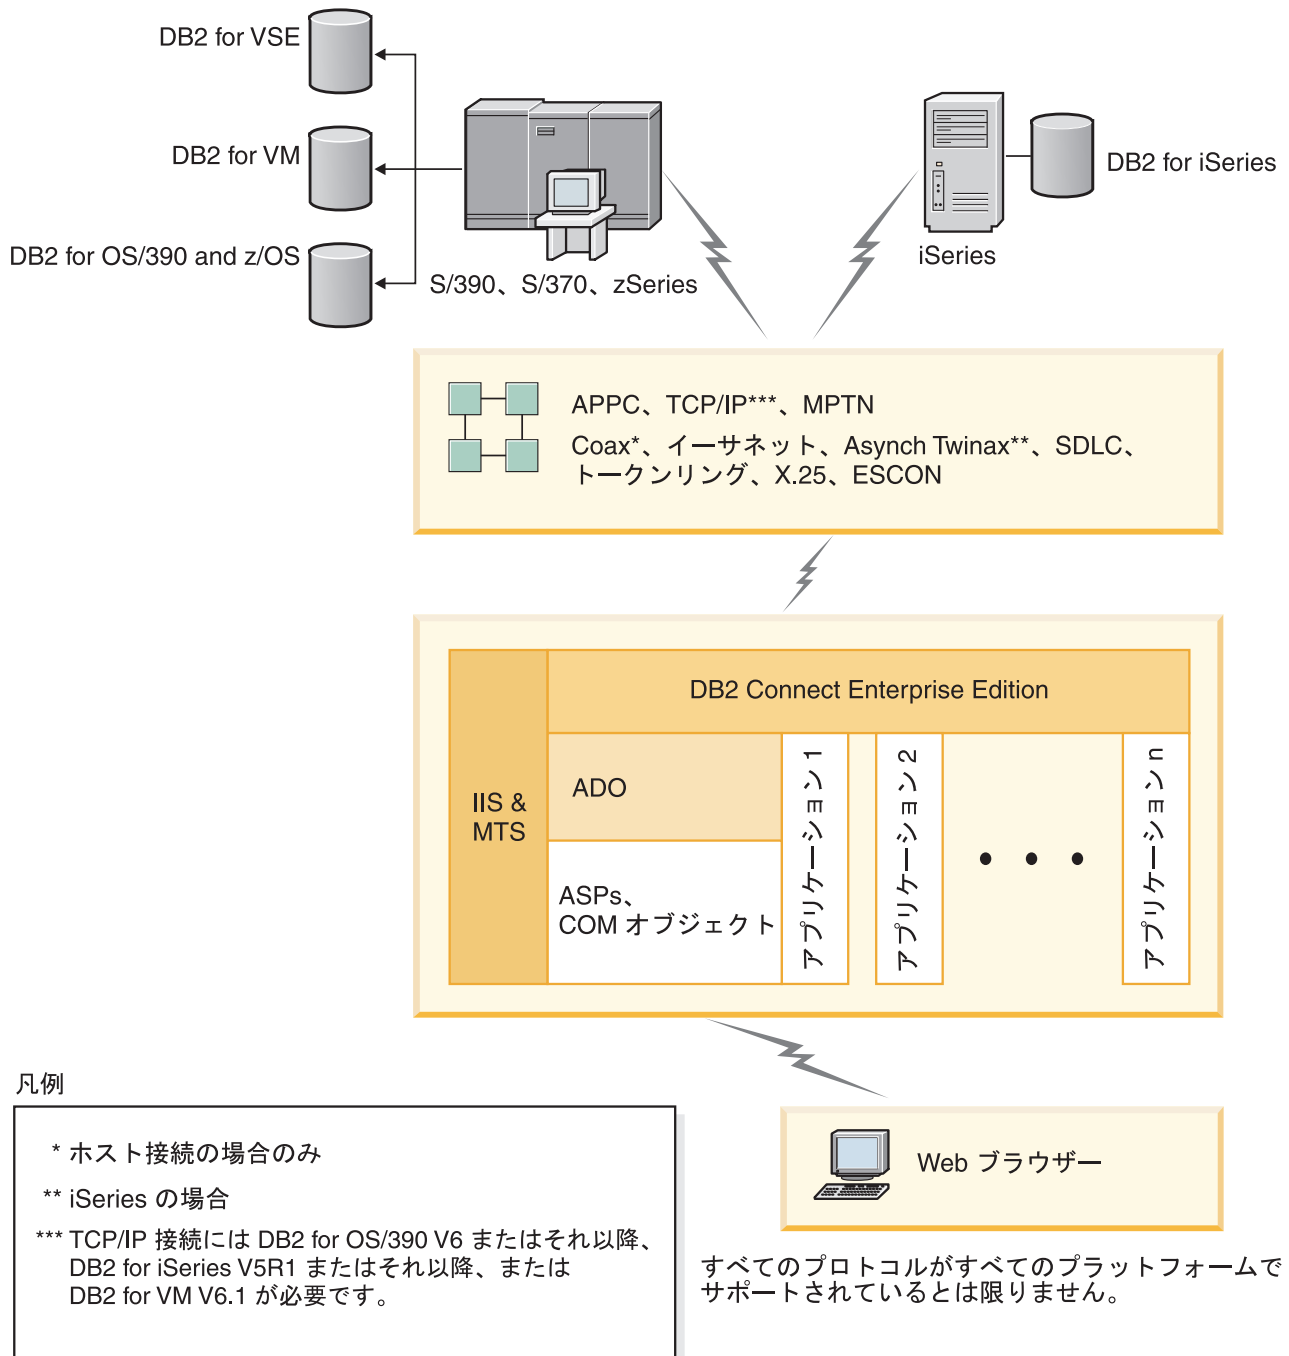 DB2 for VSE
DB2 for VM
DB2 for OS/390 and z/OS
S/390、S/370、zSeries
iSeries
DB2 for iSeries
APPC、TCP/IP***、MPTN
Coax*、イーサネット、Asynch Twinax**、SDLC、
トークンリング、X.25、ESCON
DB2 Connect Enterprise Edition
IIS &
MTS
ADO
ASPs、
COM オブジェクト
アプリケーション 1
アプリケーション 2
• • •
アプリケーション n
Web ブラウザー
すべてのプロトコルがすべてのプラットフォームで
サポートされているとは限りません。
凡例
* ホスト接続の場合のみ
** iSeries の場合
*** TCP/IP 接続には DB2 for OS/390 V6 またはそれ以降、
DB2 for iSeries V5R1 またはそれ以降、または
DB2 for VM V6.1 が必要です。